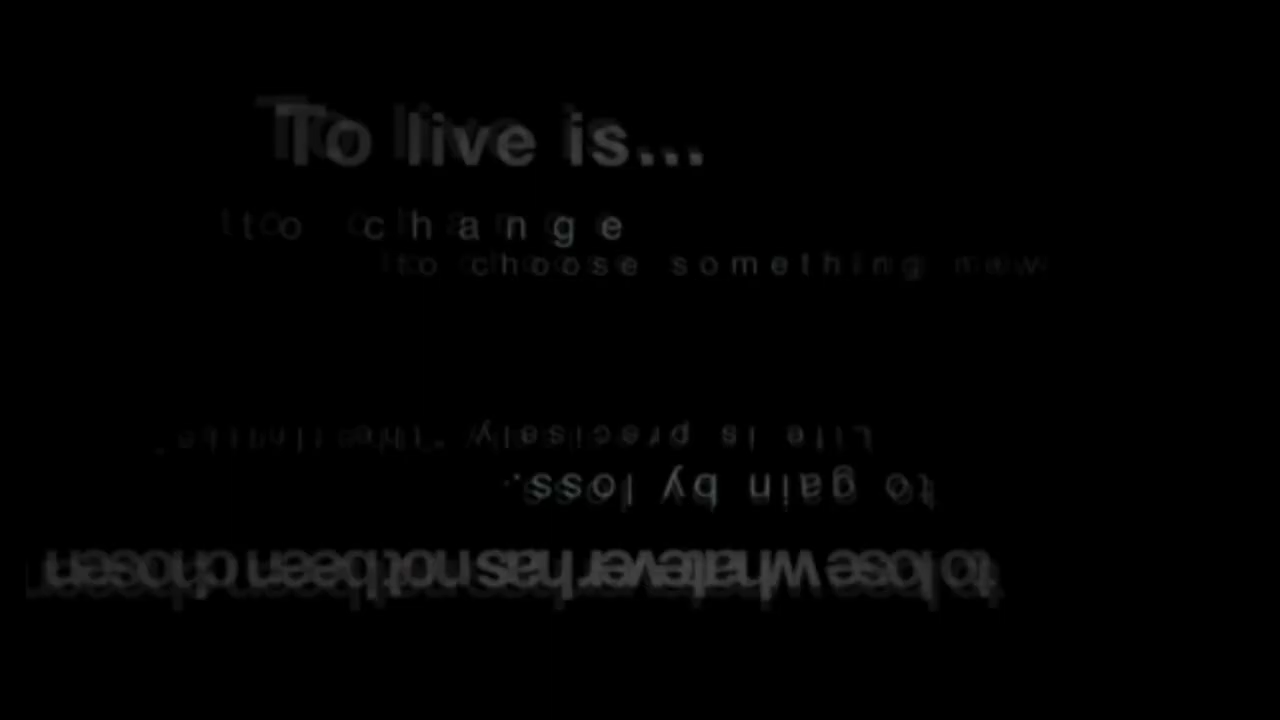 To live is...
to change
to choose something new
Life is precisely "the
to gain by loss.
to lose whatever has not been chosen